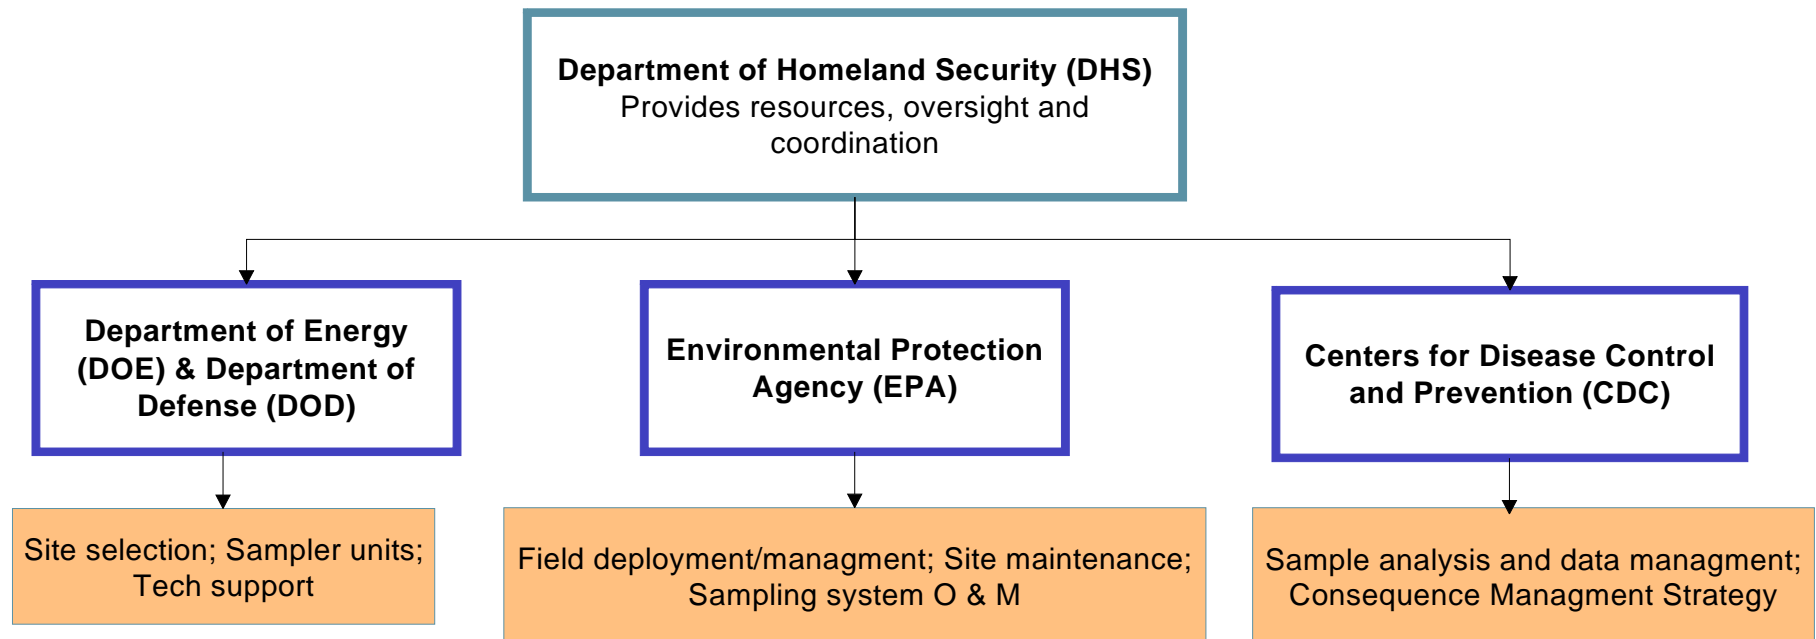 Department of Homeland Security (DHS)
Provides resources, oversight and
coordination
Department of Energy
(DOE) & Department of
Defense (DOD)
Environmental Protection
Agency (EPA)
Centers for Disease Control
and Prevention (CDC)
Site selection; Sampler units;
Tech support
Field deployment/managment; Site maintenance;
Sampling system O & M
Sample analysis and data managment;
Consequence Managment Strategy